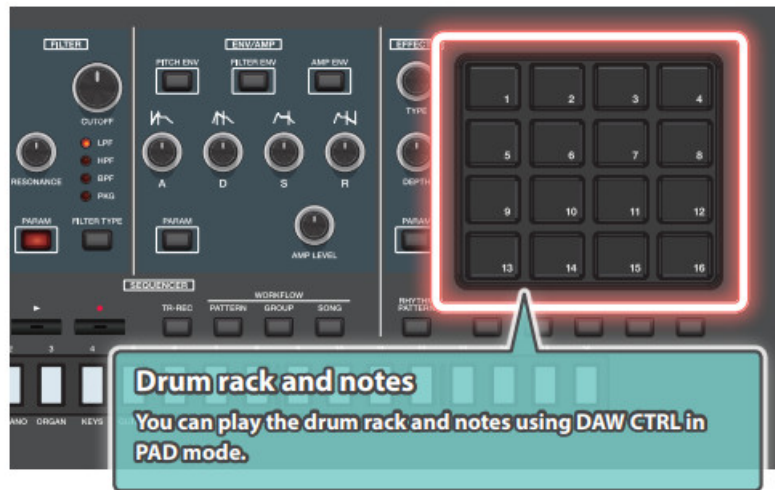 FILTER
ENV/AMP
PITCH ENV FILTER ENV AMP ENV
CUTOFF
TYPE
LPF
HPF
BPF
PKG
RESONANCE
A D S R
DEPTH
PARAM FILTER TYPE PARAM
AMP LEVEL
PARAM
1 2 3 4
5 6 7 8
9 10 11 12
13 14 15 16
SEQUENCER
WORKFLOW
TR-REC PATTERN GROUP SONG
RHYTHM
PATTERN
2 3 4
ORGAN KEYS
Drum rack and notes
You can play the drum rack and notes using DAW CTRL in
PAD mode.